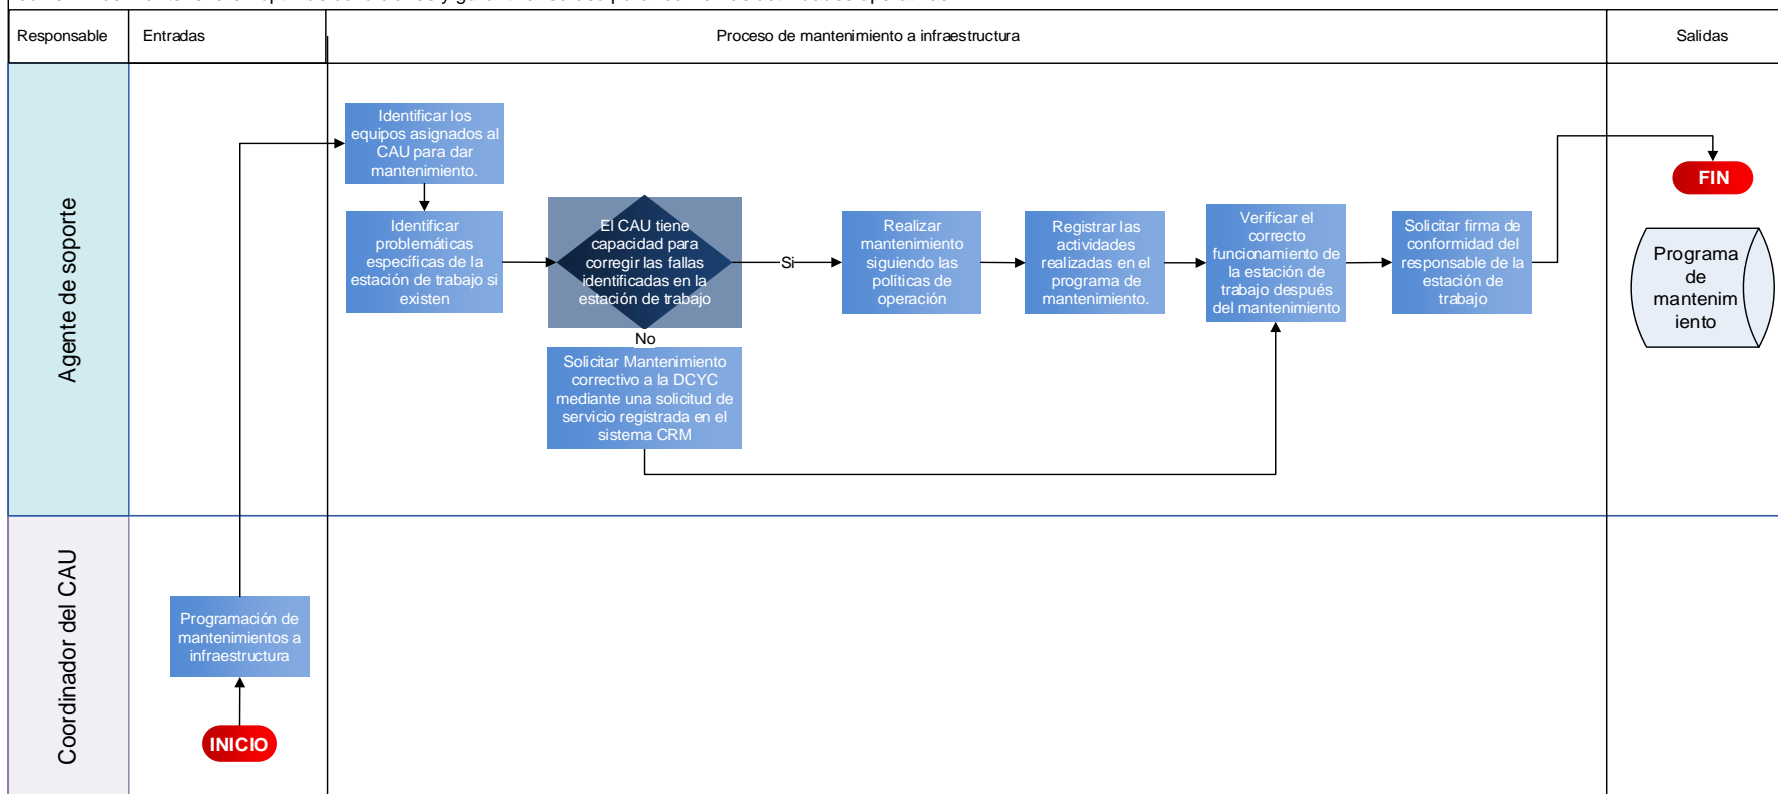 Responsable
Entradas
Proceso de mantenimiento a infraestructura
Salidas
Agente de soporte
Identificar los
equipos asignados al
CAU para dar
mantenimiento.
Identificar
problemáticas
específicas de la
estación de trabajo si
existen
El CAU tiene
capacidad para
corregir las fallas
identificadas en la
estación de trabajo
Si
No
Solicitar Mantenimiento
correctivo a la DCYC
mediante una solicitud de
servicio registrada en el
sistema CRM
Realizar
mantenimiento
siguiendo las
políticas de
operación
Registrar las
actividades
realizadas en el
programa de
mantenimiento.
Verificar el
correcto
funcionamiento de
la estación de
trabajo después
del mantenimiento
Solicitar firma de
conformidad del
responsable de la
estación de
trabajo
FIN
Programa
de
mantenim
iento
Coordinador del CAU
Programación de
mantenimientos a
infraestructura
INICIO